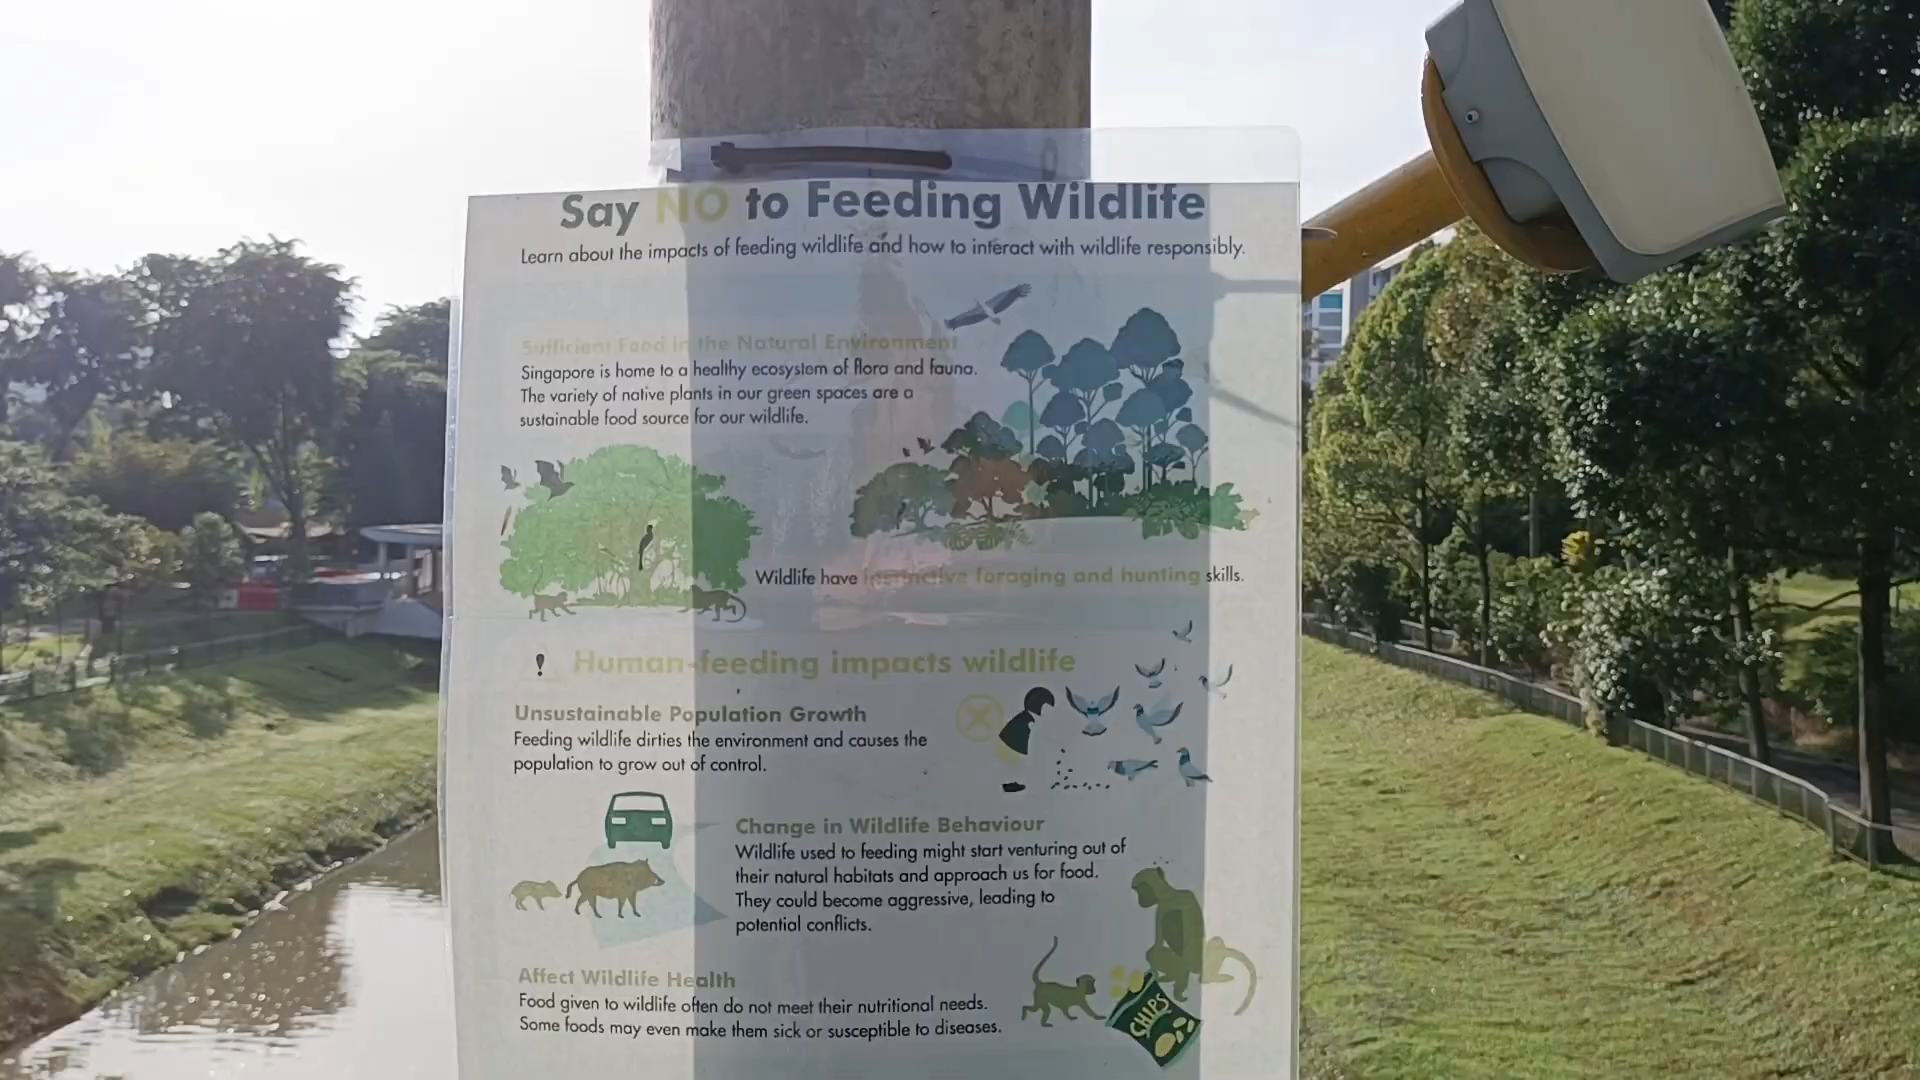 Say NO to Feeding Wildlife
Learn about the impacts of feeding wildlife and how to interact with wildlife responsibly.
Sufficient Food in the Natural Environment
Singapore is home to a healthy ecosystem of flora and fauna.
The variety of native plants in our green spaces are a
sustainable food source for our wildlife.
Wildlife have instinctive foraging and hunting skills.
! Human-feeding impacts wildlife
Unsustainable Population Growth
Feeding wildlife dirties the environment and causes the
population to grow out of control.
Change in Wildlife Behaviour
Wildlife used to feeding might start venturing out of
their natural habitats and approach us for food.
They could become aggressive, leading to
potential conflicts.
Affect Wildlife Health
Food given to wildlife often do not meet their nutritional needs.
Some foods may even make them sick or susceptible to diseases.
CHIPS